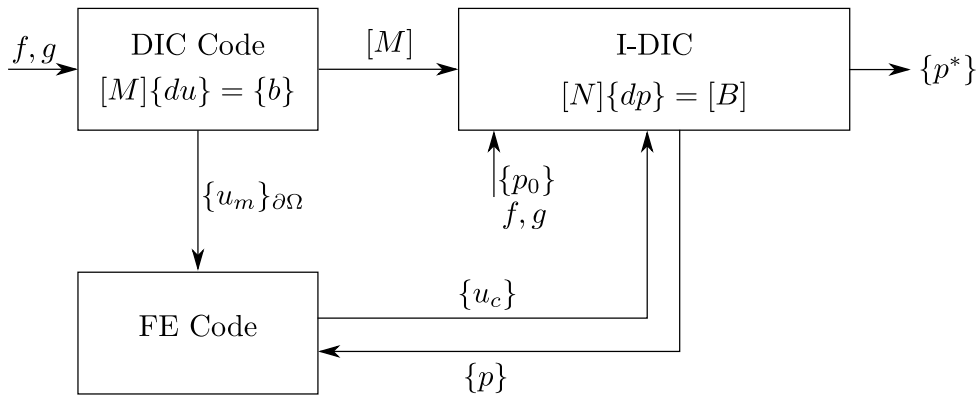 f, g
DIC Code
[M]{du} = {b}
[M]
I-DIC
[N]{dp} = [B]
{p*}
{u_m}_{∂Ω}
{p_0}
f, g
FE Code
{u_c}
{p}